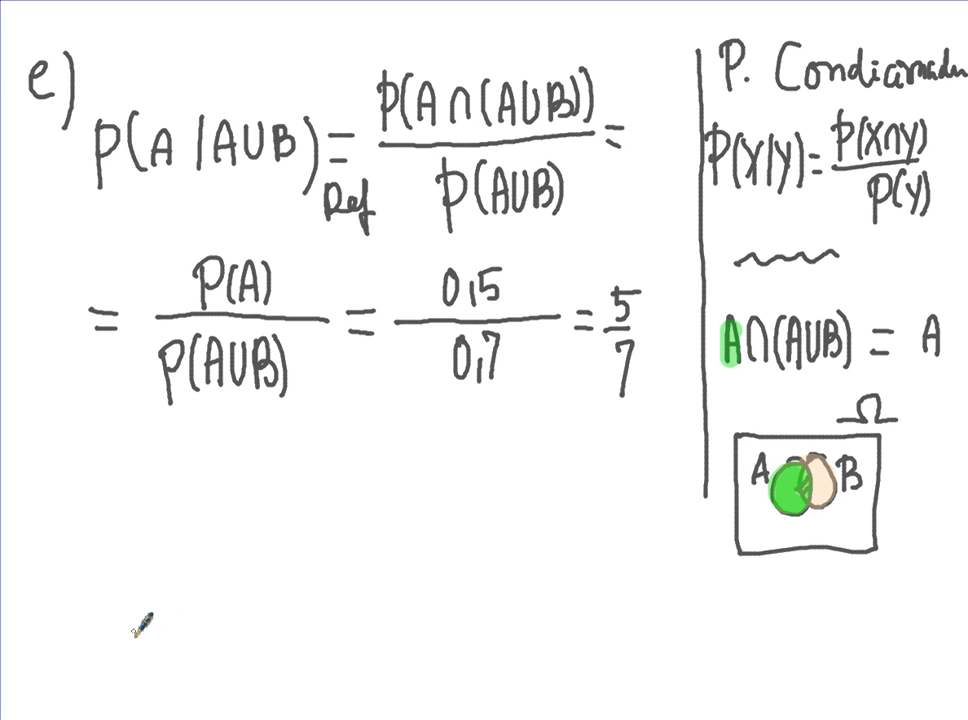 e)
P(A | A∪B) = P(A∩(A∪B)) / P(A∪B) =
Def
= P(A) / P(A∪B) = 0,5 / 0,7 = 5/7
P.
P(X|Y) = P(X∩Y) / P(Y)
A∩(A∪B) = A
Ω
A B